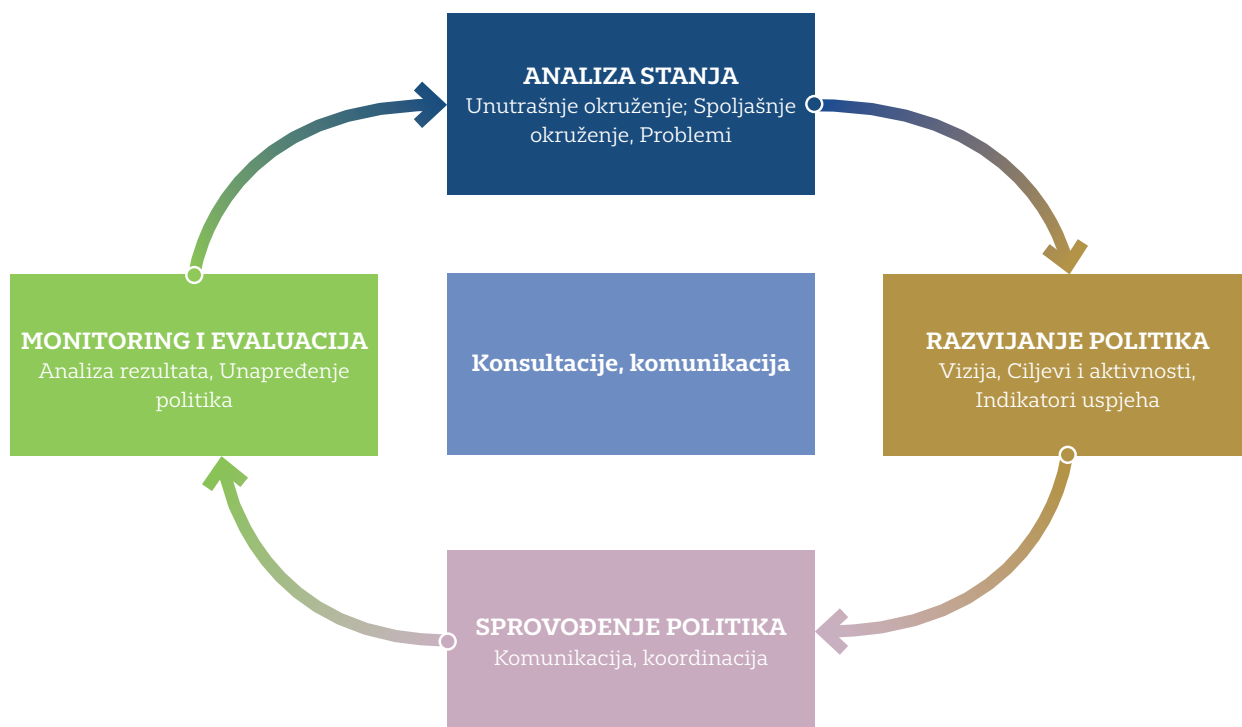 ANALIZA STANJA
Unutrašnje okruženje; Spoljašnje
okruženje, Problemi
MONITORING I EVALUACIJA
Analiza rezultata, Unapređenje
politika
Konsultacije, komunikacija
RAZVIJANJE POLITIKA
Vizija, Ciljevi i aktivnosti,
Indikatori uspjeha
SPROVOĐENJE POLITIKA
Komunikacija, koordinacija